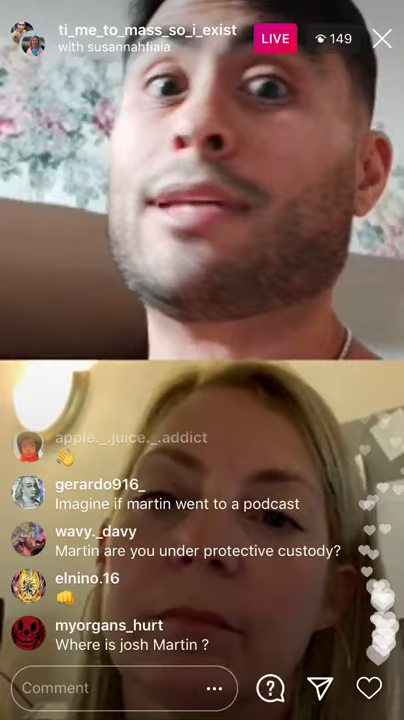 ti_me_to_mass_so_i_exist
with susannahfiala
LIVE
149
apple._.juice._.addict
👋
gerardo916_
Imagine if martin went to a podcast
wavy._davy
Martin are you under protective custody?
elnino.16
👊
myorgans_hurt
Where is josh Martin ?
Comment